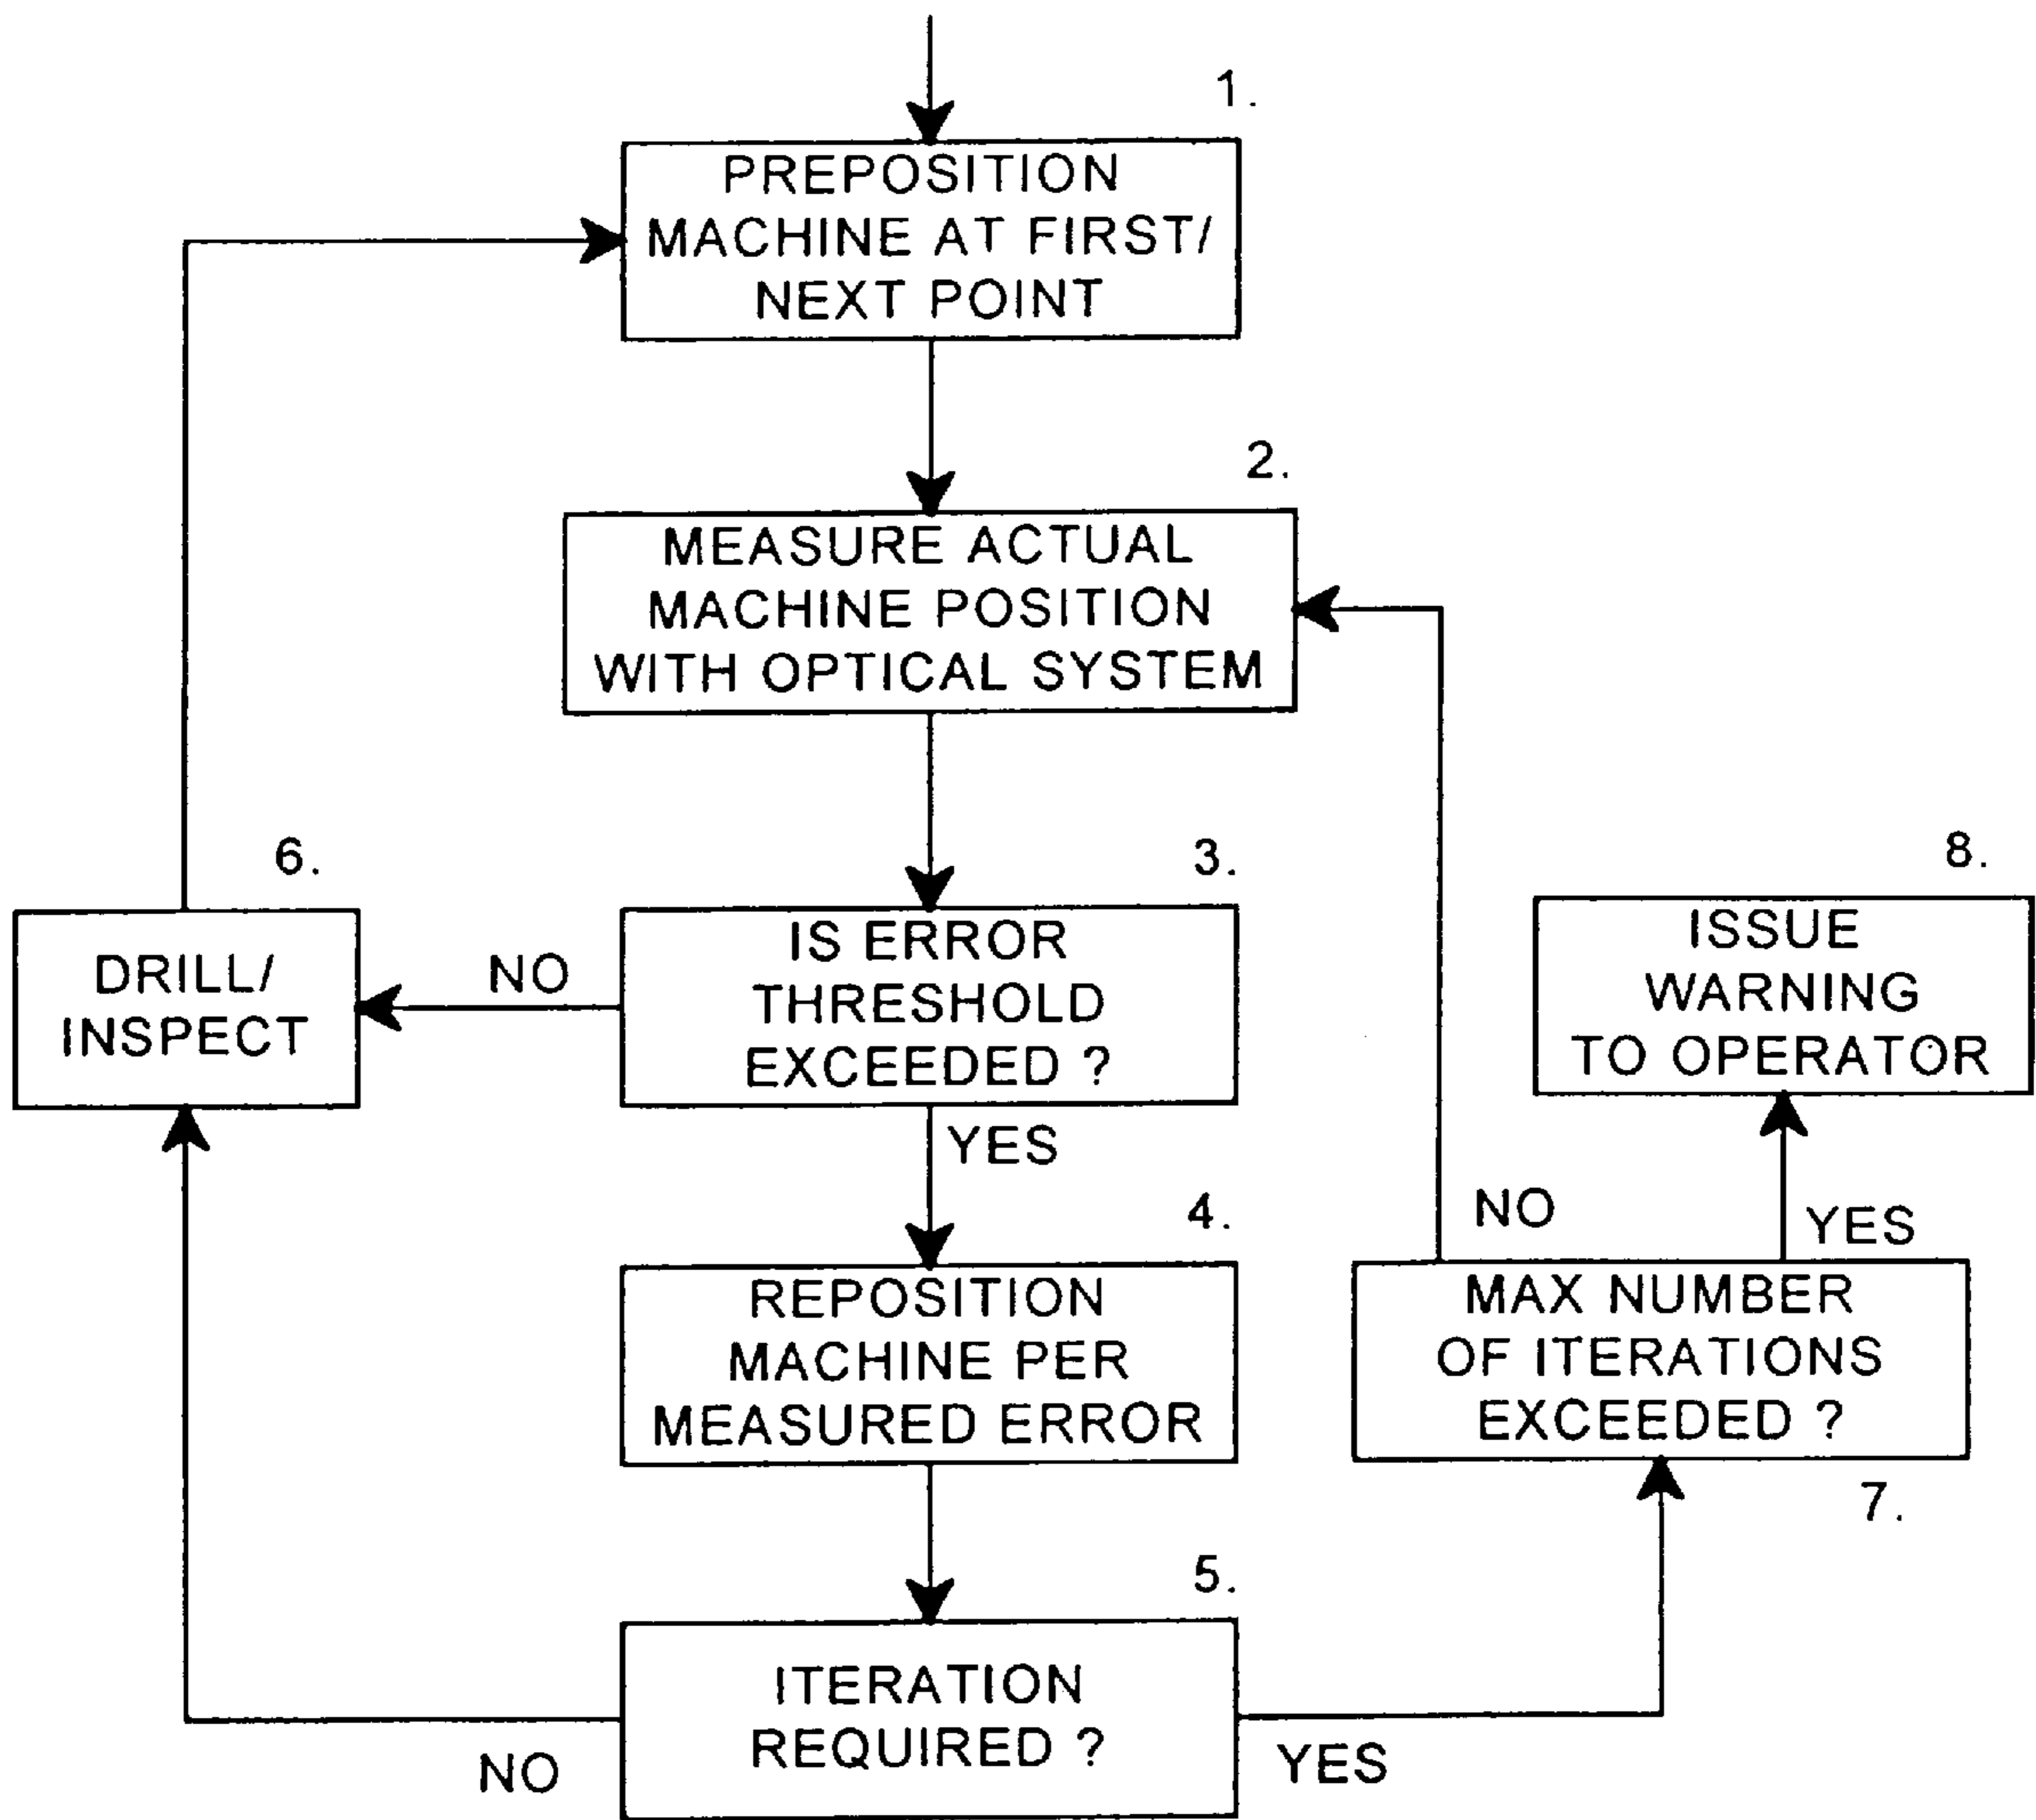 1.
PREPOSITION
MACHINE AT FIRST/
NEXT POINT
2.
MEASURE ACTUAL
MACHINE POSITION
WITH OPTICAL SYSTEM
3.
IS ERROR
THRESHOLD
EXCEEDED ?
NO
YES
6.
DRILL/
INSPECT
4.
REPOSITION
MACHINE PER
MEASURED ERROR
5.
ITERATION
REQUIRED ?
NO
YES
7.
MAX NUMBER
OF ITERATIONS
EXCEEDED ?
NO
YES
8.
ISSUE
WARNING
TO OPERATOR